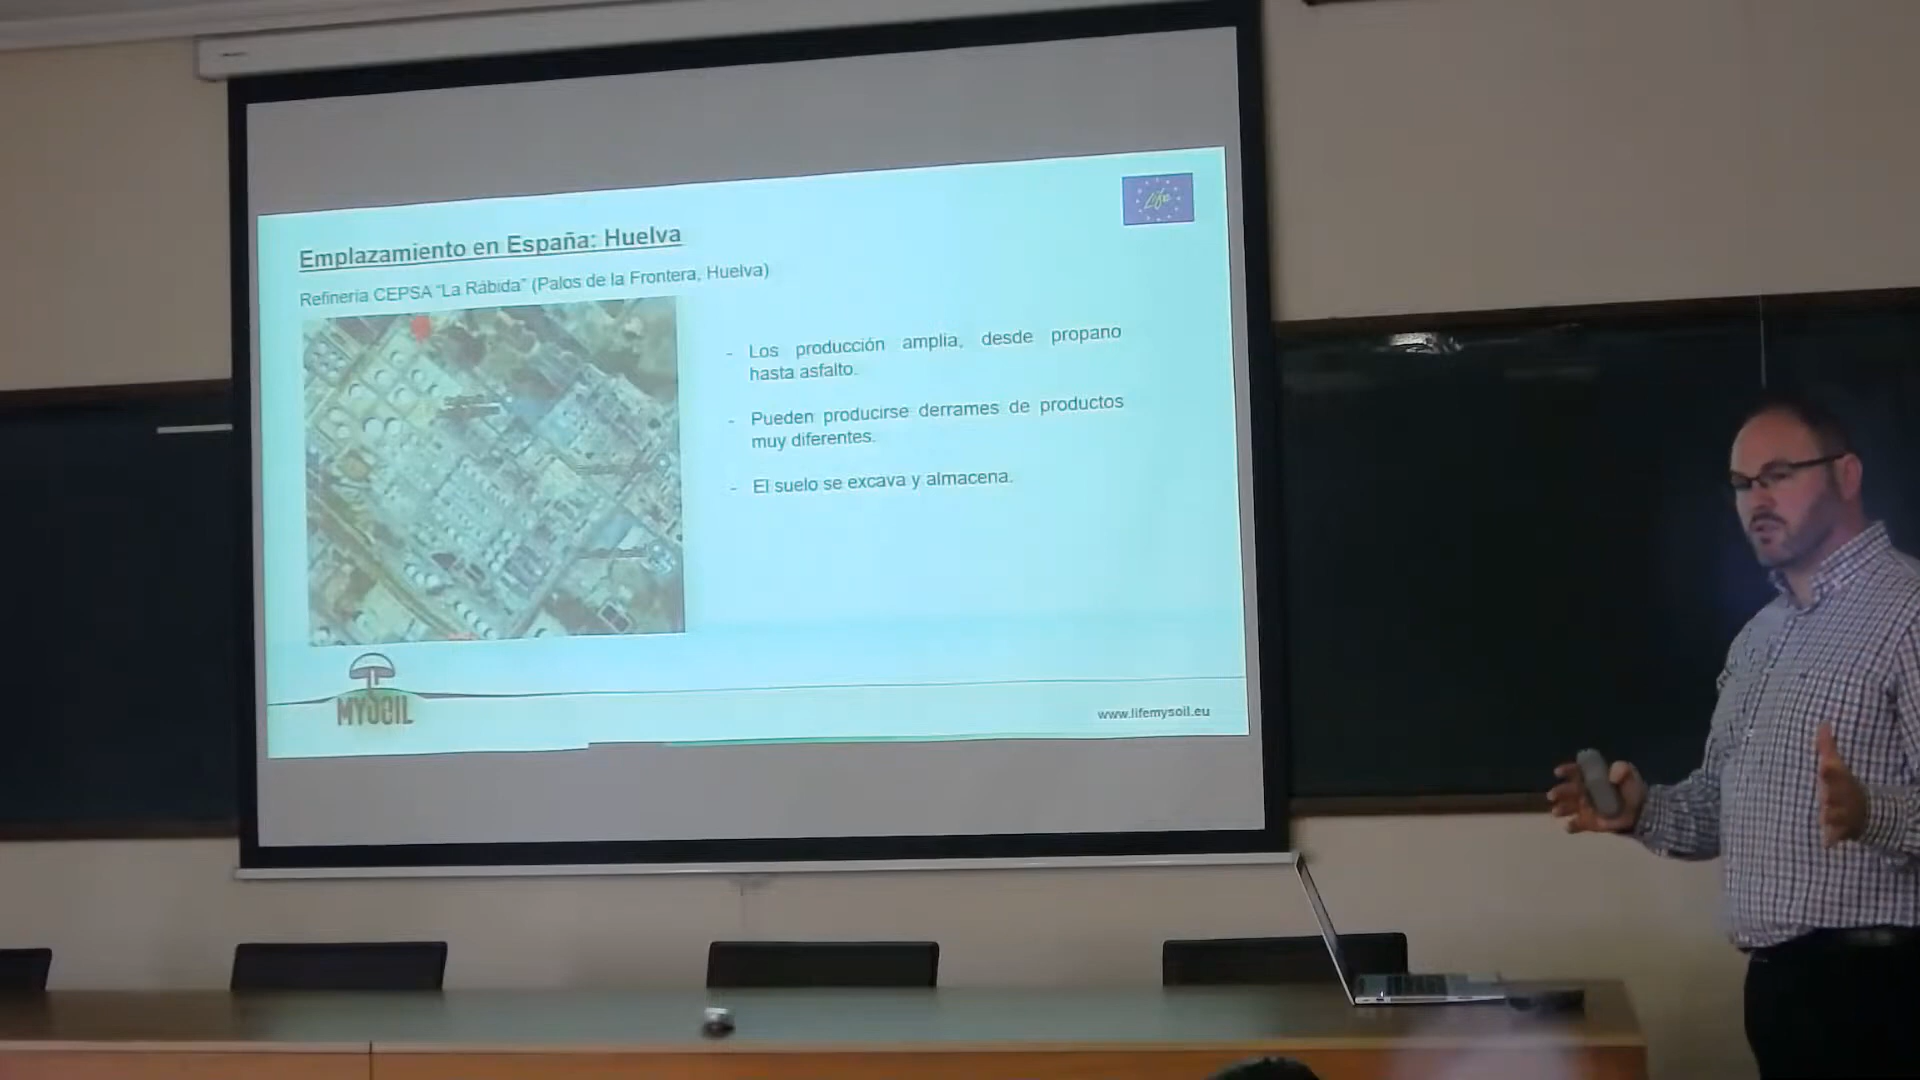 Emplazamiento en España: Huelva
Life
Refinería CEPSA “La Rábida” (Palos de la Frontera, Huelva)
- Los producción amplia, desde propano
hasta asfalto.
- Pueden producirse derrames de productos
muy diferentes.
- El suelo se excava y almacena.
MYSOIL
www.lifemysoil.eu